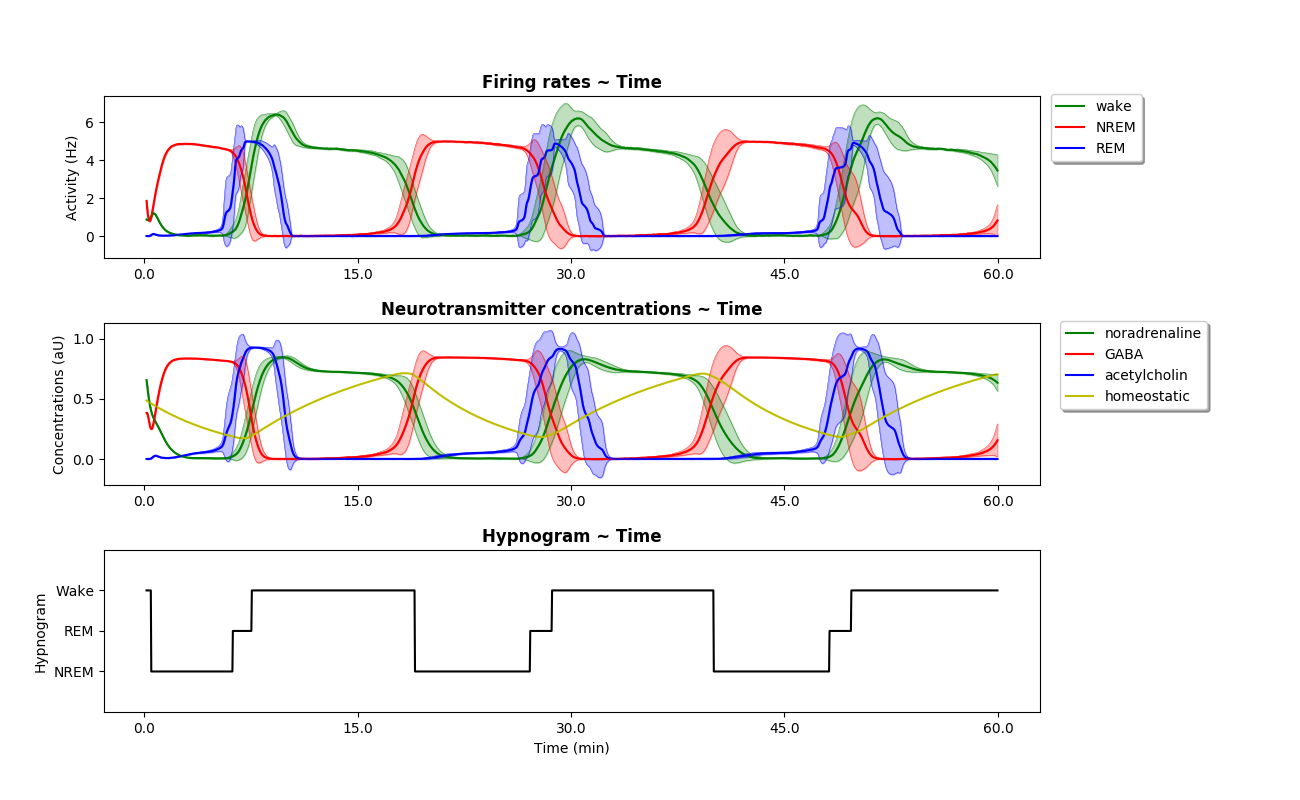 Firing rates ~ Time
Activity (Hz)
6
4
2
0
0.0 15.0 30.0 45.0 60.0
wake
NREM
REM
Neurotransmitter concentrations ~ Time
Concentrations (aU)
1.0
0.5
0.0
0.0 15.0 30.0 45.0 60.0
noradrenaline
GABA
acetylcholin
homeostatic
Hypnogram ~ Time
Hypnogram
Wake
REM
NREM
0.0 15.0 30.0 45.0 60.0
Time (min)